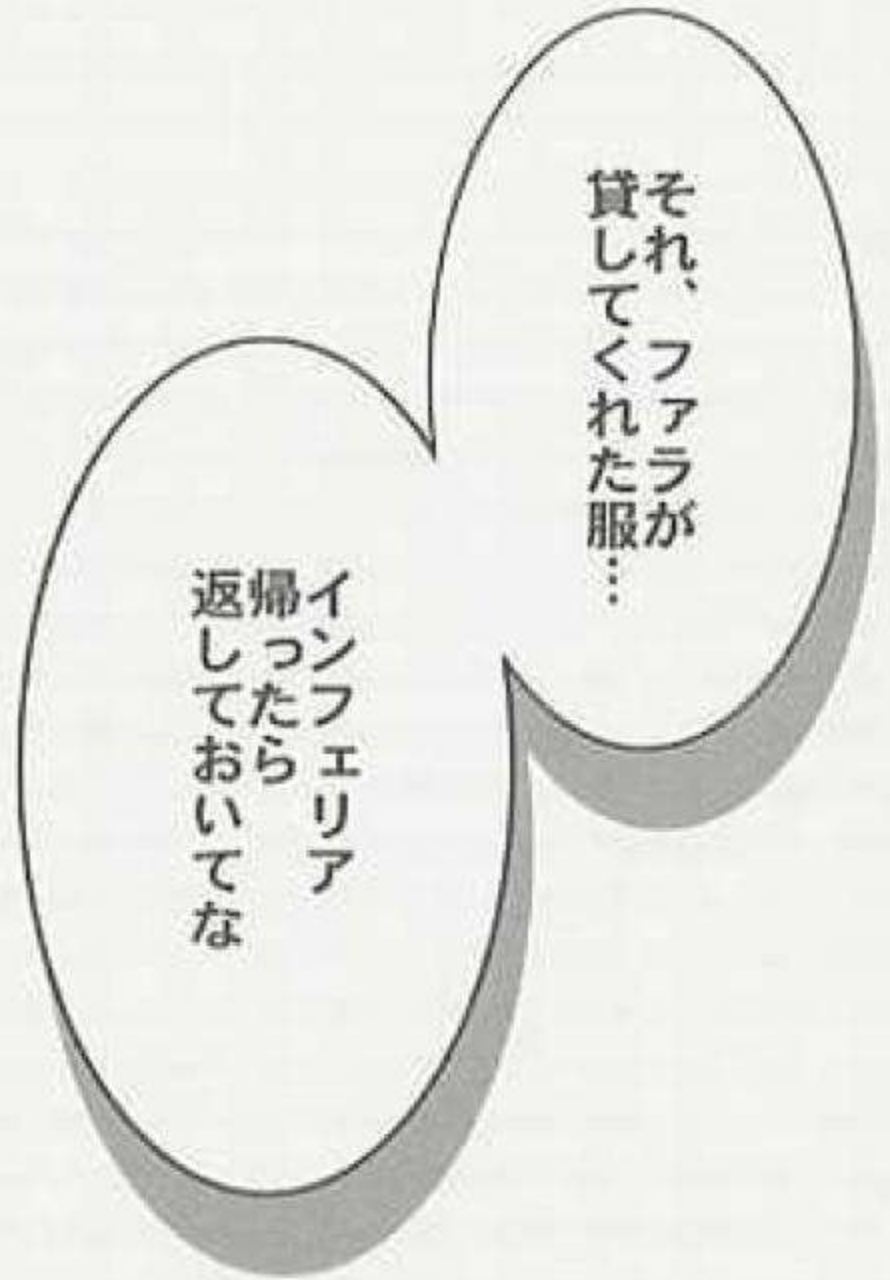 それ、ファラが
貸してくれた服…
インフェリア
帰ったら
返しておいてな